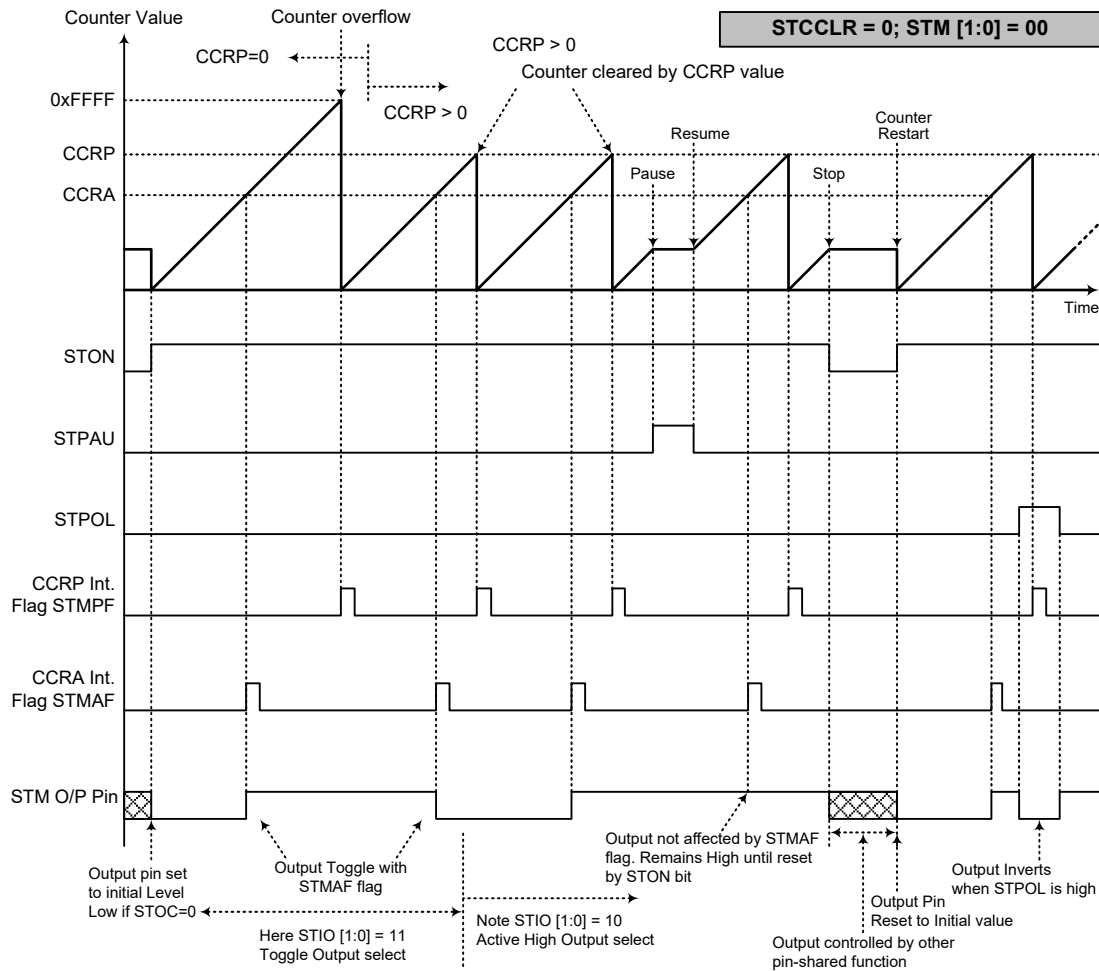 Counter Value
Counter overflow
STCCLR = 0; STM [1:0] = 00
CCRP=0
CCRP > 0
CCRP > 0
Counter cleared by CCRP value
0xFFFF
CCRP
CCRA
Pause
Resume
Stop
Counter
Restart
Time
STON
STPAU
STPOL
CCRP Int.
Flag STMPF
CCRA Int.
Flag STMAF
STM O/P Pin
Output pin set
to initial Level
Low if STOC=0
Output Toggle with
STMAF flag
Here STIO [1:0] = 11
Toggle Output select
Note STIO [1:0] = 10
Active High Output select
Output not affected by STMAF
flag. Remains High until reset
by STON bit
Output controlled by other
pin-shared function
Output Pin
Reset to Initial value
Output Inverts
when STPOL is high